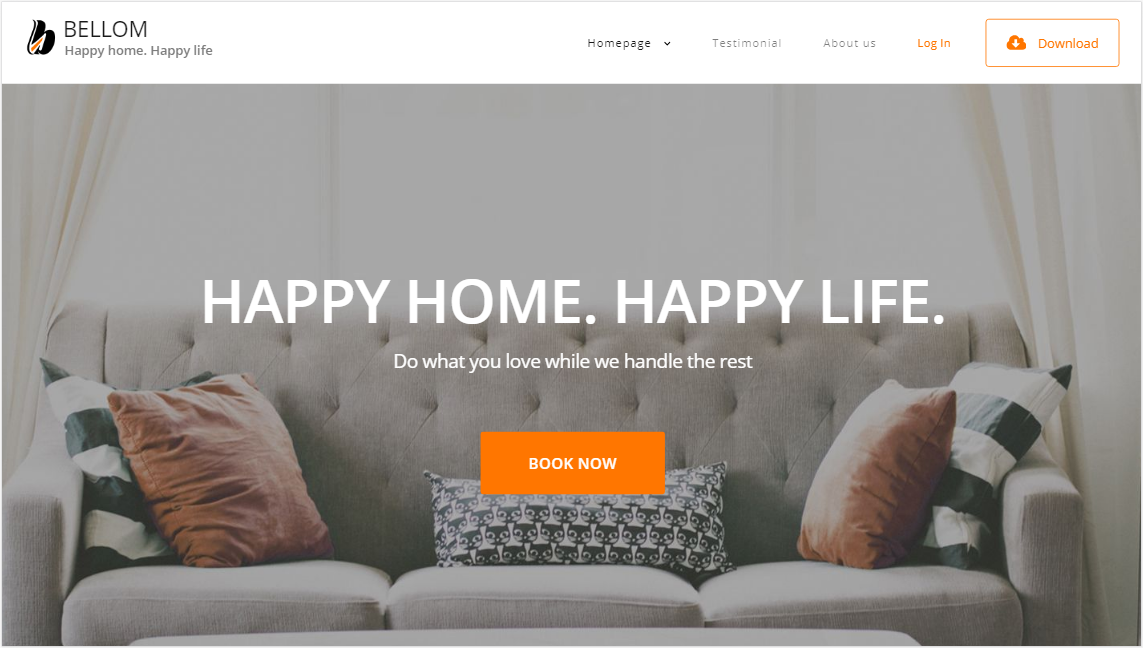 BELLOM
Happy home. Happy life
Homepage
Testimonial
About us
Log In
Download
HAPPY HOME. HAPPY LIFE.
Do what you love while we handle the rest
BOOK NOW